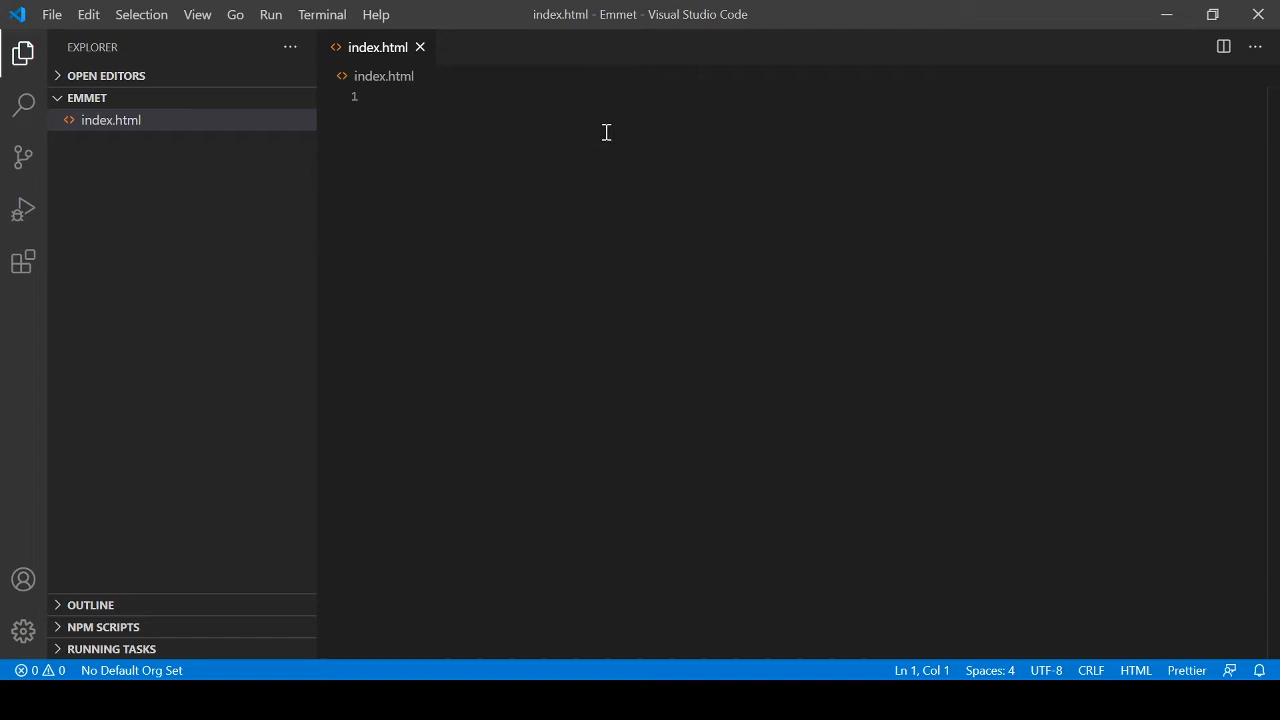 File Edit Selection View Go Run Terminal Help index.html - Emmet - Visual Studio Code
EXPLORER
index.html
OPEN EDITORS
index.html
EMMET
1
index.html
OUTLINE
NPM SCRIPTS
RUNNING TASKS
0 0 No Default Org Set Ln 1, Col 1 Spaces: 4 UTF-8 CRLF HTML Prettier